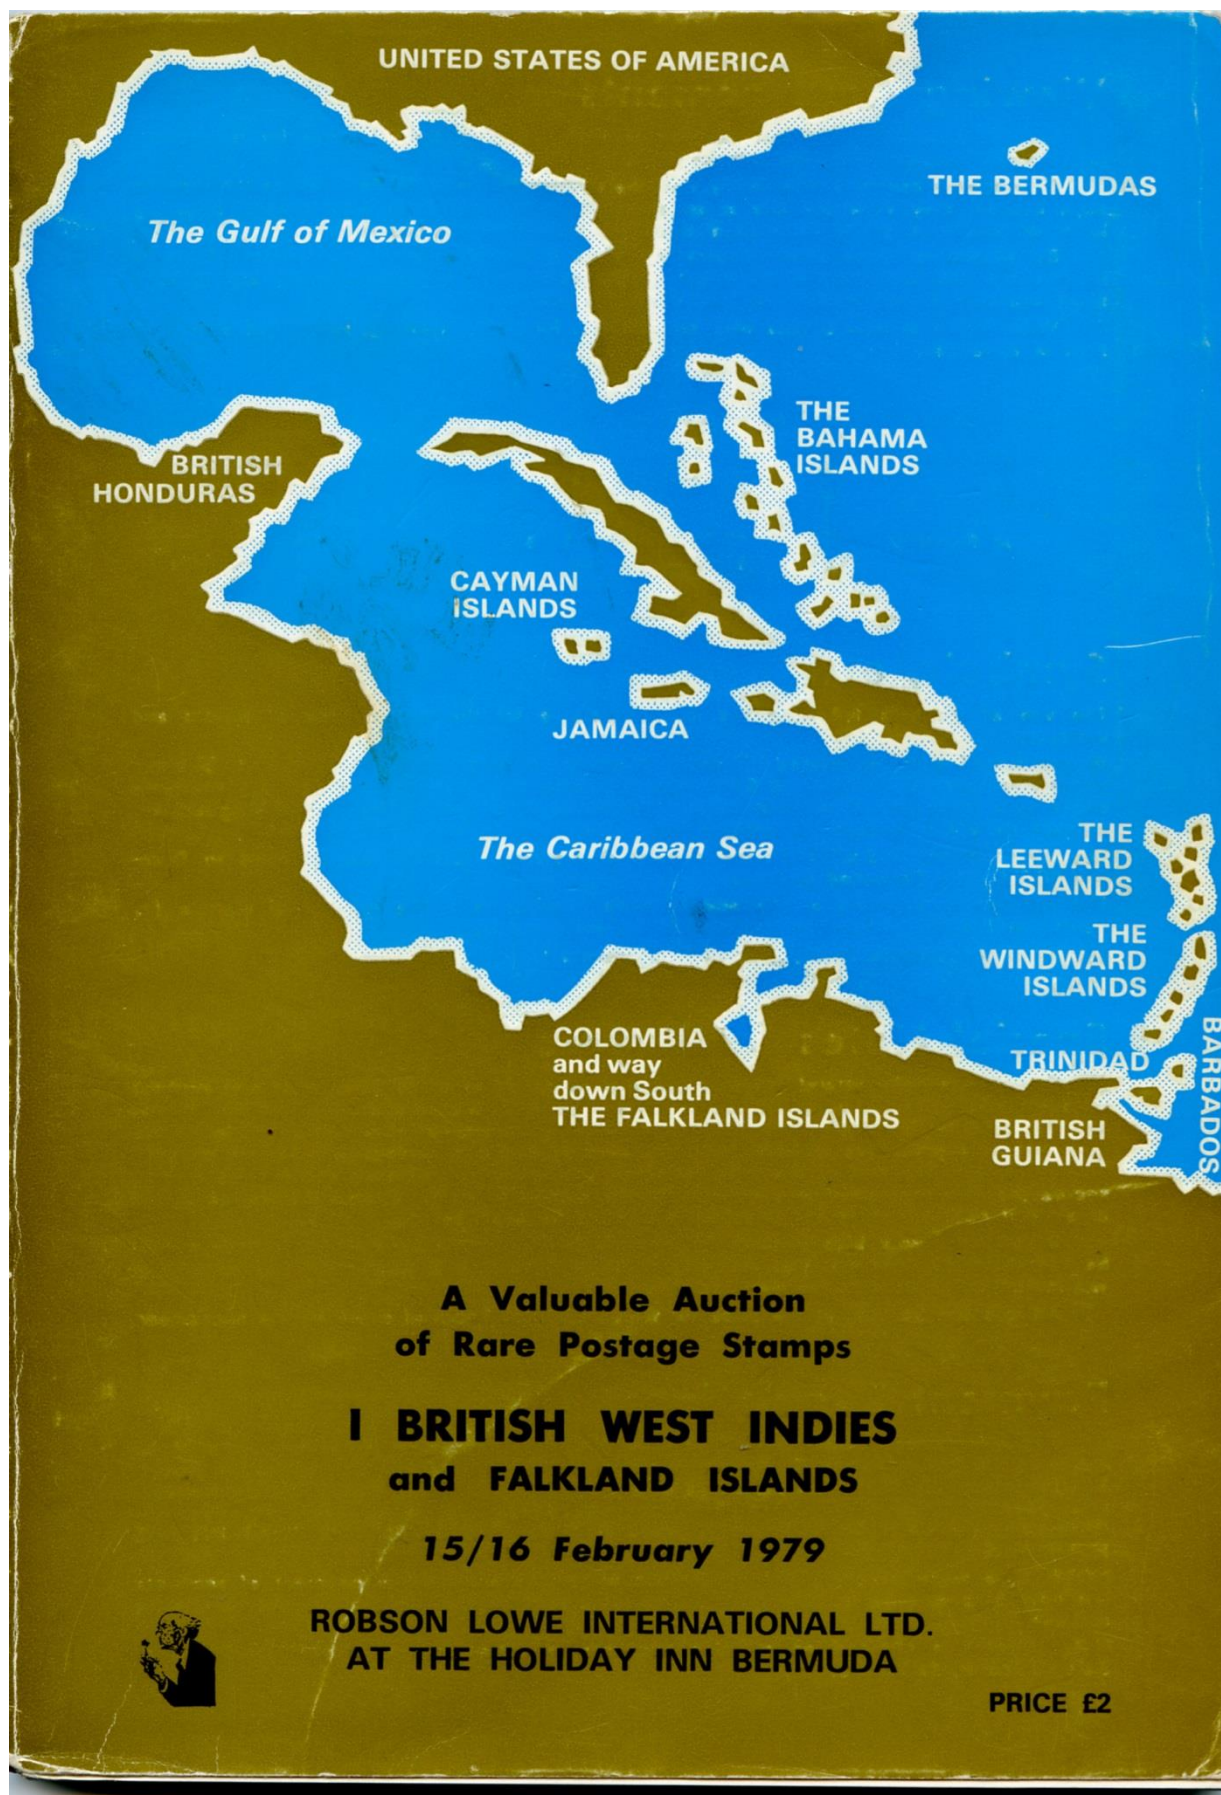 UNITED STATES OF AMERICA
THE BERMUDAS
The Gulf of Mexico
THE
BAHAMA
ISLANDS
BRITISH
HONDURAS
CAYMAN
ISLANDS
JAMAICA
The Caribbean Sea
THE
LEEWARD
ISLANDS
THE
WINDWARD
ISLANDS
BARBADOS
COLOMBIA
and way
down South
THE FALKLAND ISLANDS
TRINIDAD
BRITISH
GUIANA
A Valuable Auction
of Rare Postage Stamps
I BRITISH WEST INDIES
and FALKLAND ISLANDS
15/16 February 1979
ROBSON LOWE INTERNATIONAL LTD.
AT THE HOLIDAY INN BERMUDA
PRICE £2